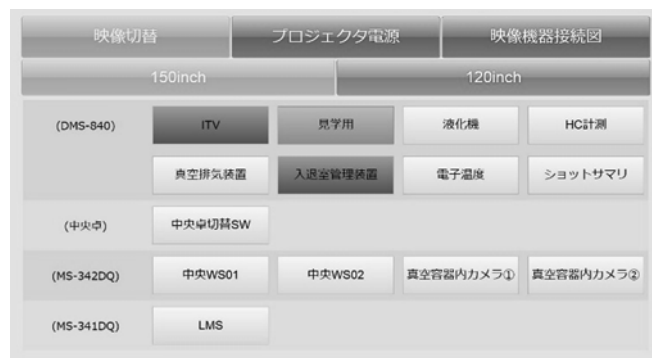 映像切替 プロジェクタ電源 映像機器接続図
150inch 120inch
(DMS-840) ITV 見学用 液化機 HC計測
真空排気装置 入退室管理装置 電子温度 ショットサマリ
(中央卓) 中央卓切替SW
(MS-342DQ) 中央WS01 中央WS02 真空容器内カメラ① 真空容器内カメラ②
(MS-341DQ) LMS